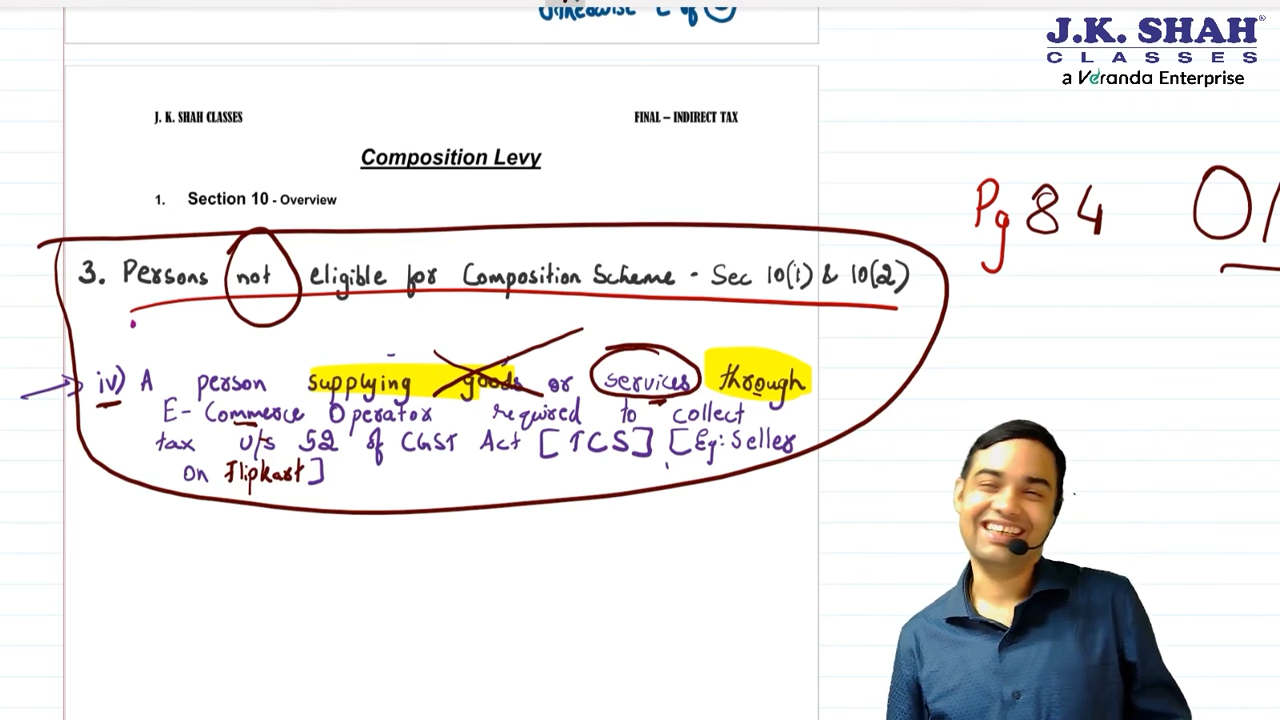 J.K. SHAH®
CLASSES
a Veranda Enterprise
J. K. SHAH CLASSES
FINAL – INDIRECT TAX
Composition Levy
1. Section 10 - Overview
Pg 84
3. Persons not eligible for Composition Scheme - Sec 10(1) & 10(2)
iv) A person supplying goods or services through
E-Commerce Operator required to collect
tax u/s 52 of CGST Act [TCS] [Eg: Seller
on Flipkart]